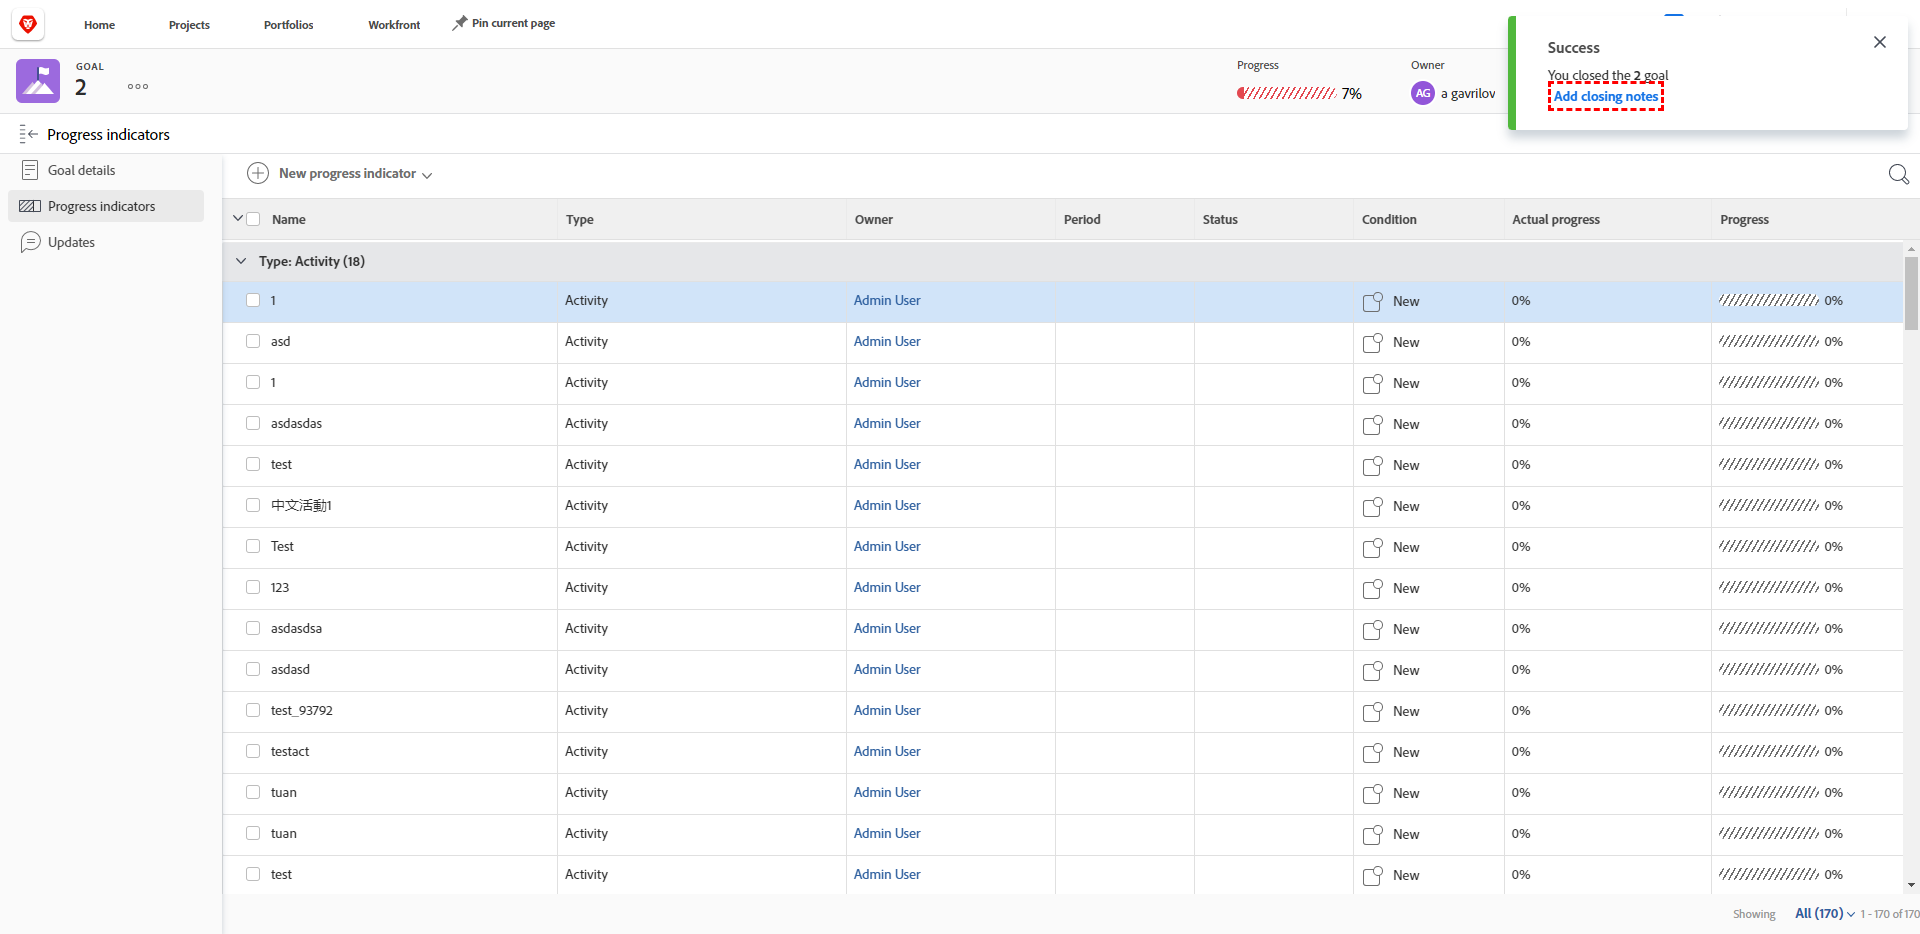 Home Projects Portfolios Workfront Pin current page
GOAL
2
Progress
7%
Owner
AG a gavrilov
Success
You closed the 2 goal
Add closing notes
Progress indicators
Goal details
Progress indicators
Updates
New progress indicator
Name Type Owner Period Status Condition Actual progress Progress
Type: Activity (18)
1 Activity Admin User New 0% 0%
asd Activity Admin User New 0% 0%
1 Activity Admin User New 0% 0%
asdasdas Activity Admin User New 0% 0%
test Activity Admin User New 0% 0%
中文活動1 Activity Admin User New 0% 0%
Test Activity Admin User New 0% 0%
123 Activity Admin User New 0% 0%
asdasdsa Activity Admin User New 0% 0%
asdasd Activity Admin User New 0% 0%
test_93792 Activity Admin User New 0% 0%
testact Activity Admin User New 0% 0%
tuan Activity Admin User New 0% 0%
tuan Activity Admin User New 0% 0%
test Activity Admin User New 0% 0%
Showing All (170) 1 - 170 of 170